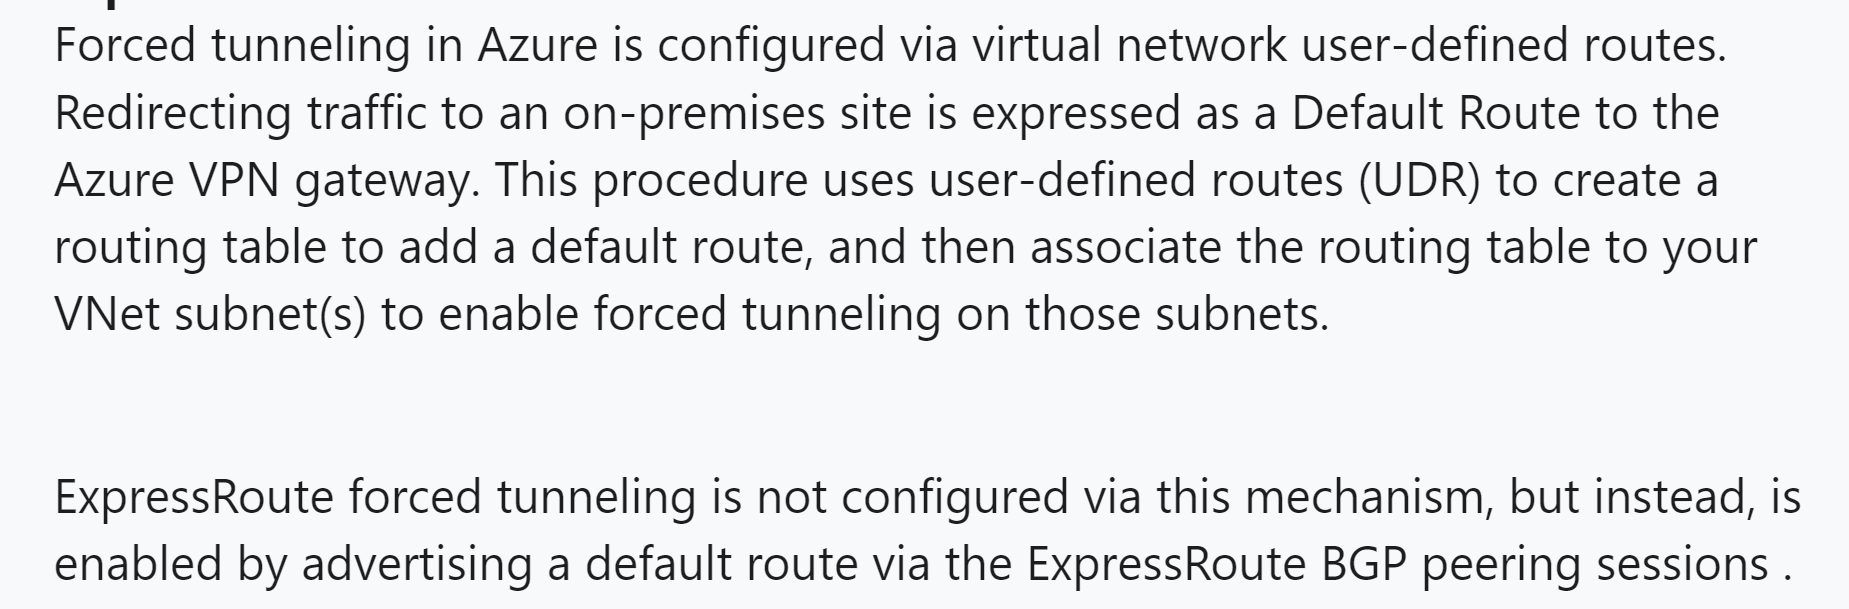 Forced tunneling in Azure is configured via virtual network user-defined routes.
Redirecting traffic to an on-premises site is expressed as a Default Route to the
Azure VPN gateway. This procedure uses user-defined routes (UDR) to create a
routing table to add a default route, and then associate the routing table to your
VNet subnet(s) to enable forced tunneling on those subnets.
ExpressRoute forced tunneling is not configured via this mechanism, but instead, is
enabled by advertising a default route via the ExpressRoute BGP peering sessions .